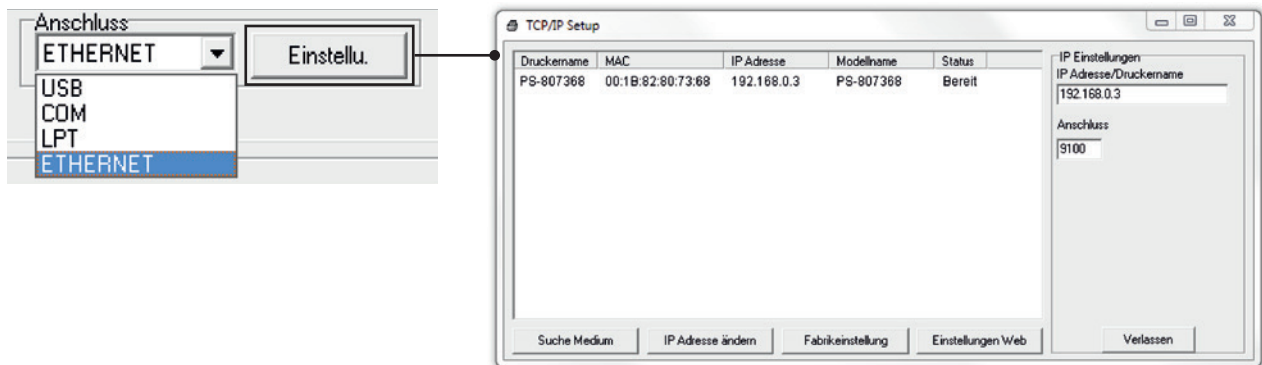 Anschluss
ETHERNET
Einstellu.
USB
COM
LPT
ETHERNET
TCP/IP Setup
Druckername MAC IP Adresse Modellname Status
PS-807368 00:1B:82:80:73:68 192.168.0.3 PS-807368 Bereit
IP Einstellungen
IP Adresse/Druckername
192.168.0.3
Anschluss
9100
Suche Medium IP Adresse ändern Fabrikeinstellung Einstellungen Web Verlassen